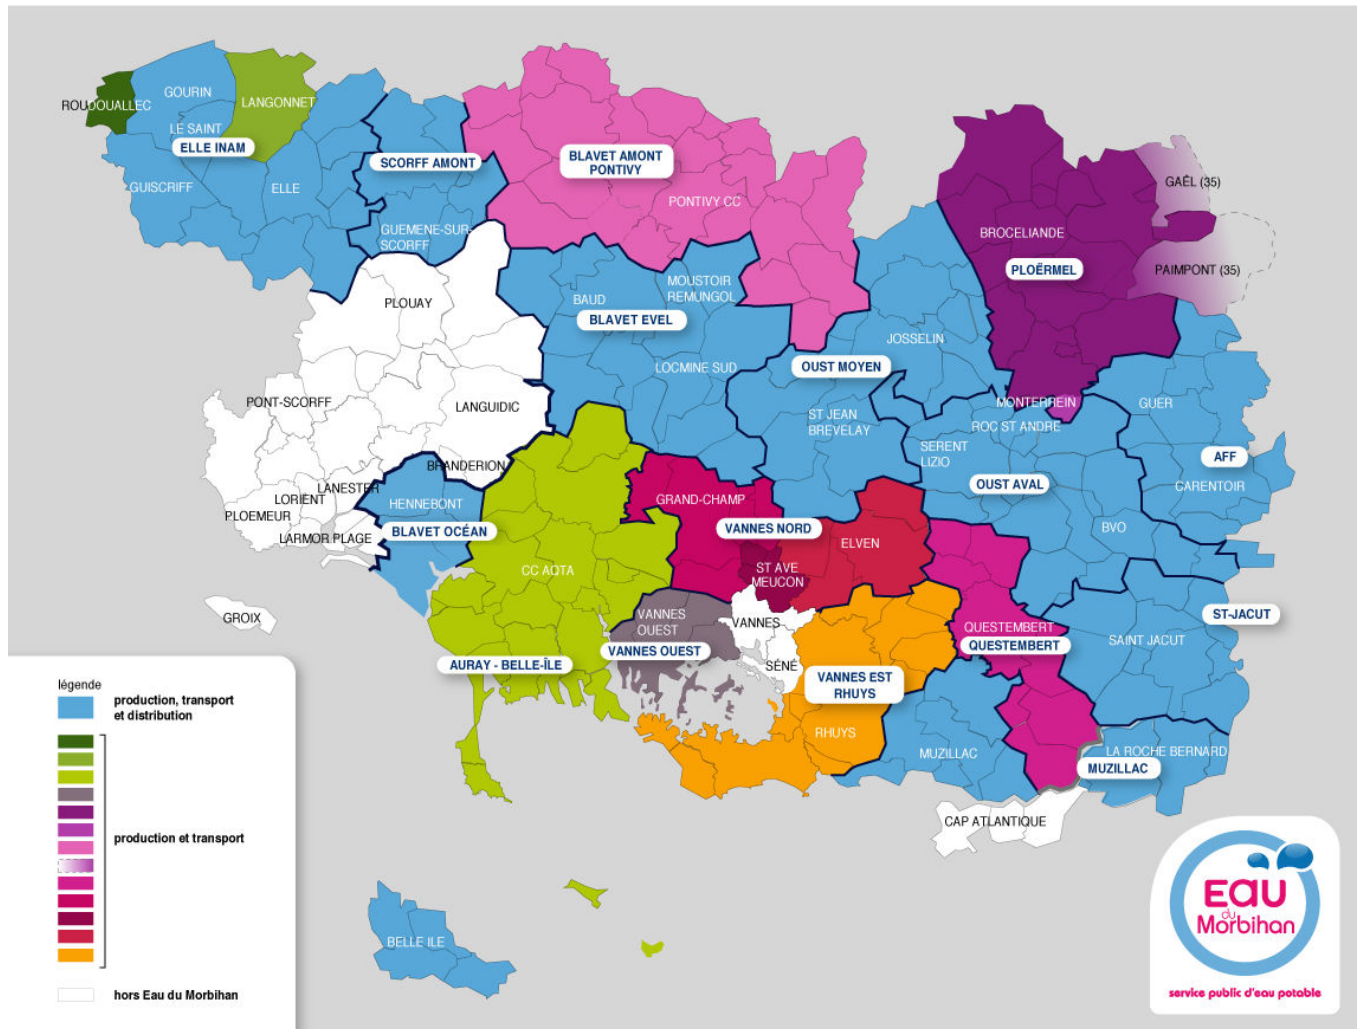 ROUDOUALLEC
GOURIN
LANGONNET
LE SAINT
ELLE INAM
GUISCRIFF
ELLE
SCORFF AMONT
GUEMENE-SUR-
SCORFF
BLAVET AMONT
PONTIVY
PONTIVY CC
GAËL (35)
BROCELIANDE
PLOËRMEL
PAIMPONT (35)
PLOUAY
MOUSTOIR
REMUNGOL
BAUD
BLAVET EVEL
LOCMINE SUD
JOSSELIN
OUST MOYEN
PONT-SCORFF
LANGUIDIC
ST JEAN
BREVELAY
MONTERREIN
GUER
ROC ST ANDRE
SERENT
LIZIO
AFF
BRANDERION
LANESTER
LORIENT
PLOEMEUR
LARMOR PLAGE
HENNEBONT
BLAVET OCÉAN
GRAND-CHAMP
VANNES NORD
OUST AVAL
CARENTOIR
BVO
ELVEN
ST AVE
MEUCON
CC AQTA
GROIX
VANNES
OUEST
VANNES OUEST
VANNES
SÉNÉ
QUESTEMBERT
QUESTEMBERT
ST-JACUT
SAINT JACUT
AURAY - BELLE-ÎLE
VANNES EST
RHUYS
RHUYS
MUZILLAC
LA ROCHE BERNARD
MUZILLAC
CAP ATLANTIQUE
BELLE ILE
légende
production, transport
et distribution
production et transport
hors Eau du Morbihan
Eau
du
Morbihan
service public d'eau potable